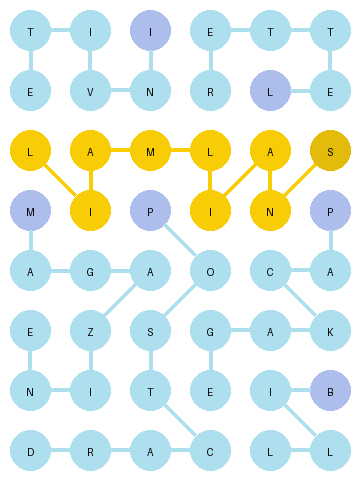 T I I E T T
E V N R L E
L A M L A S
M I P I N P
A G A O C A
E Z S G A K
N I T E I B
D R A C L L